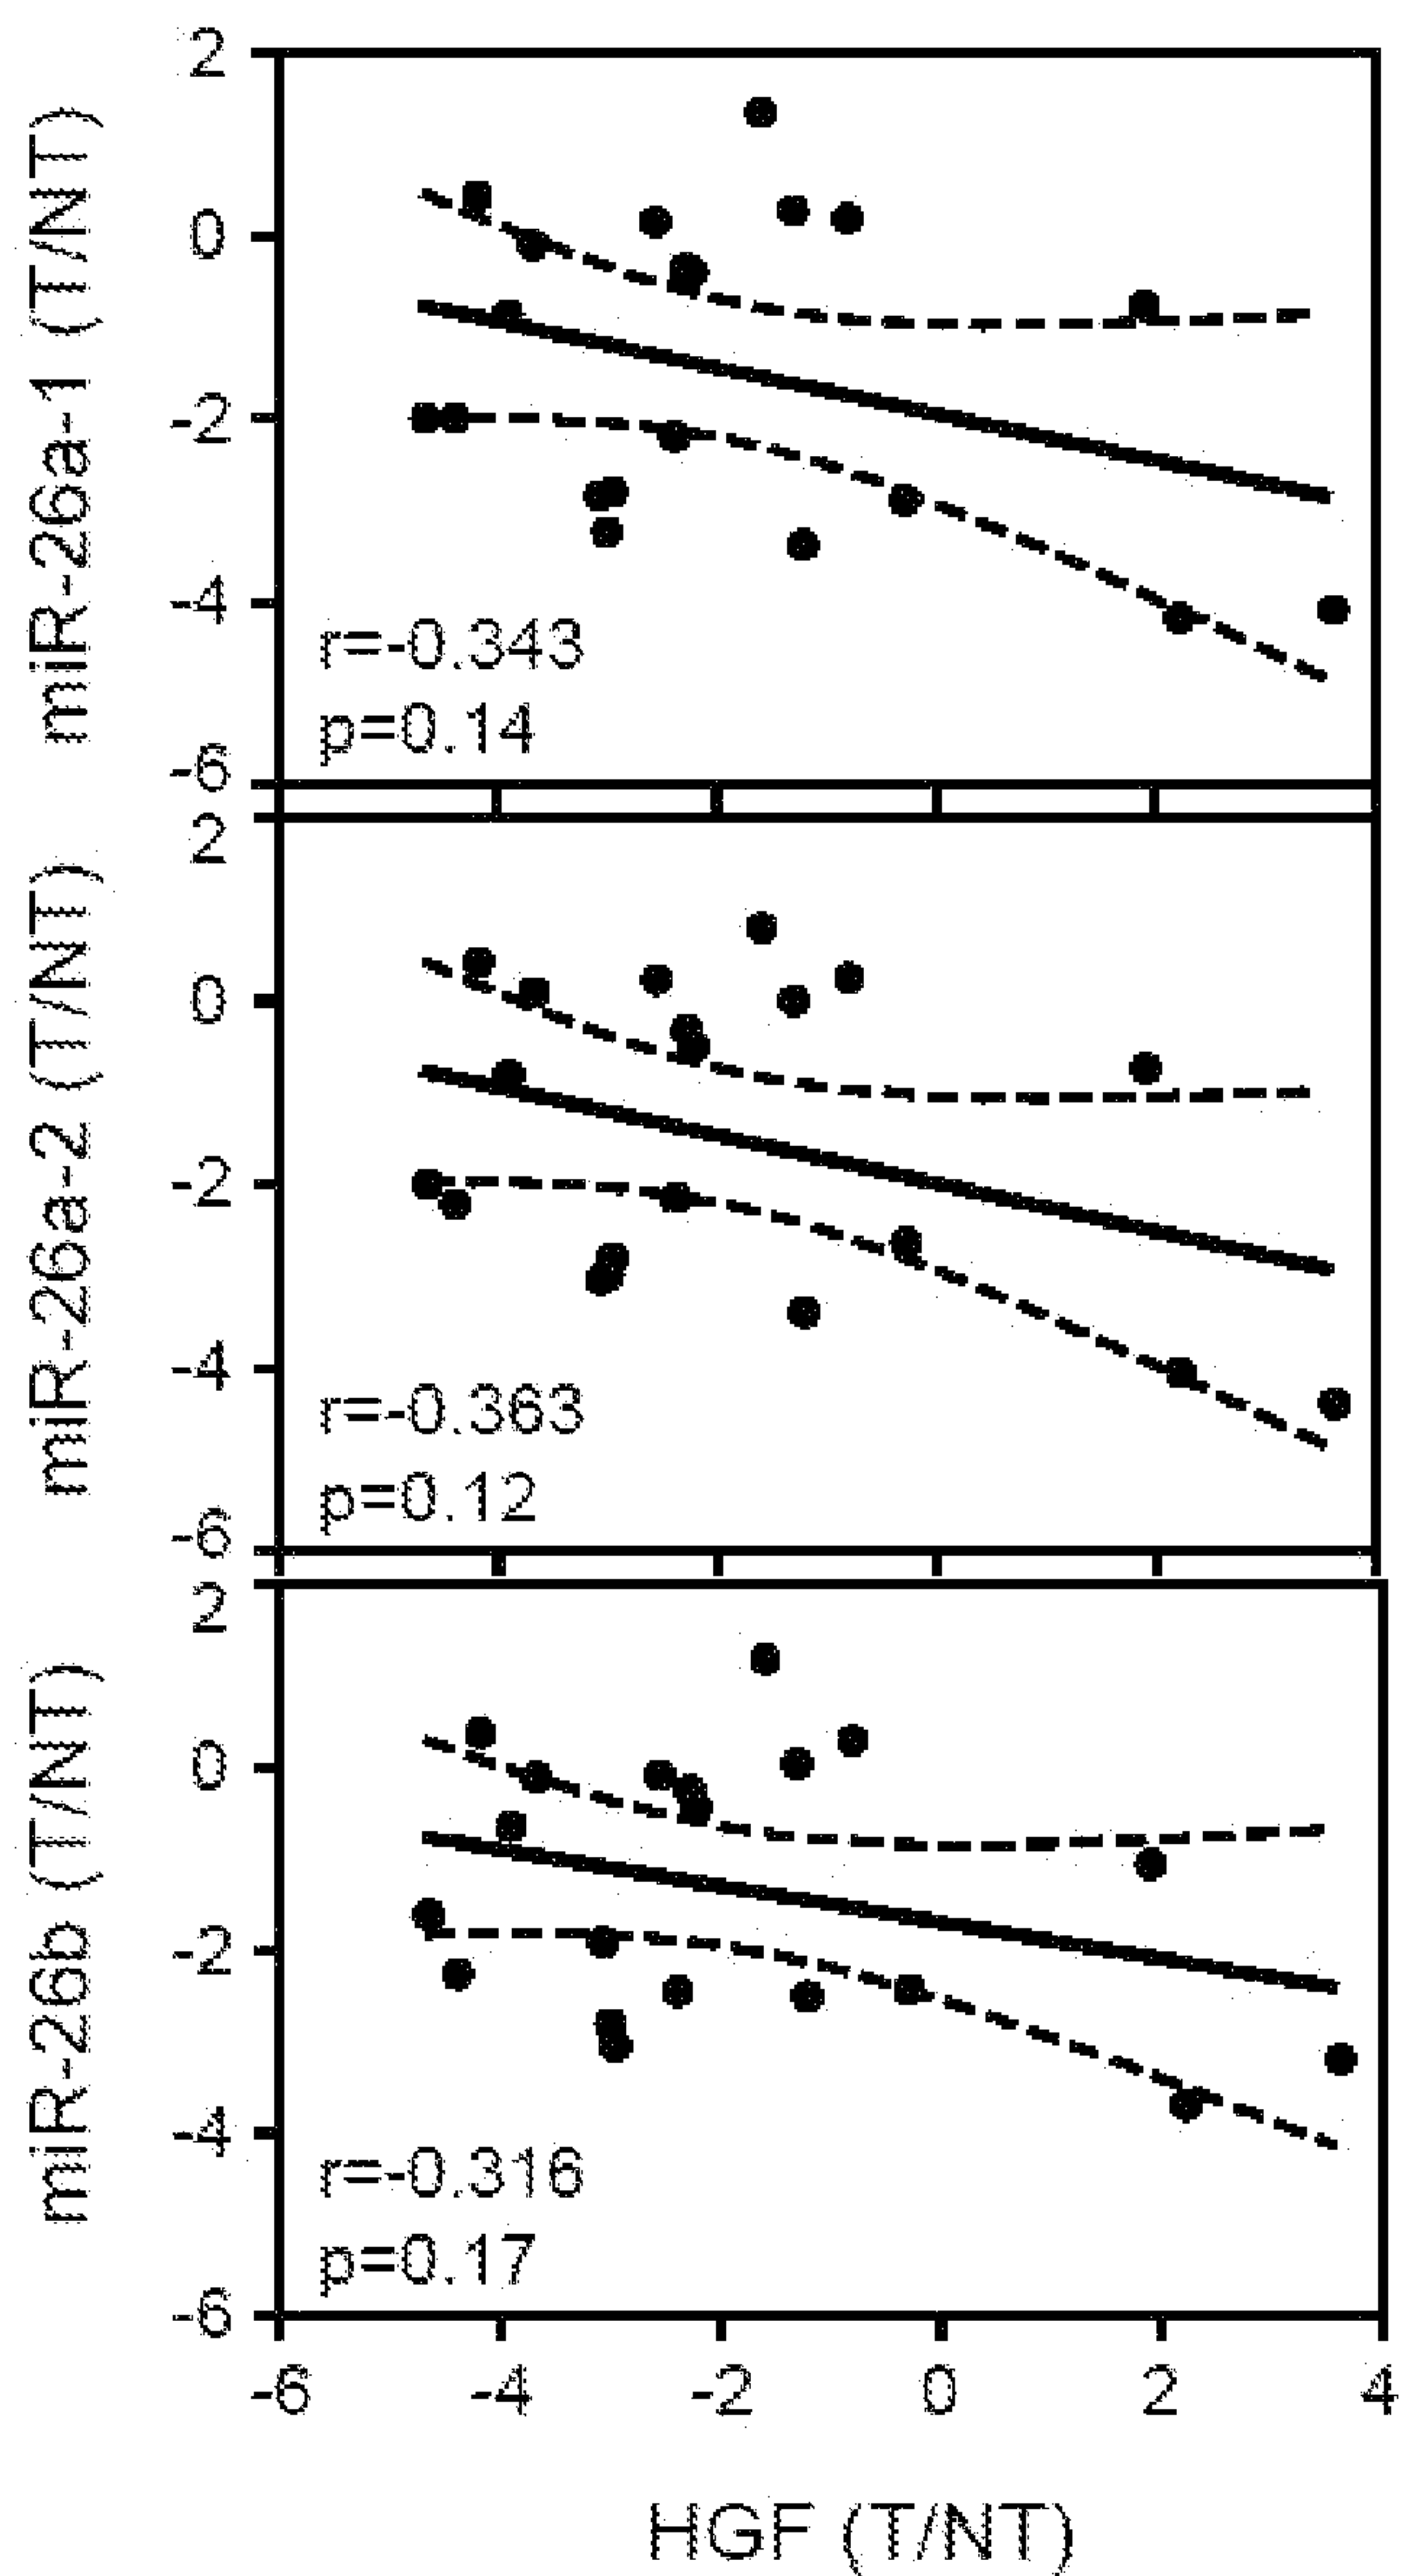 miR-26a-1 (T/NT)
2
0
-2
-4
-6
r=-0.343
p=0.14
miR-26a-2 (T/NT)
2
0
-2
-4
-6
r=-0.363
p=0.12
miR-26b (T/NT)
2
0
-2
-4
-6
r=-0.316
p=0.17
-6 -4 -2 0 2 4
HGF (T/NT)